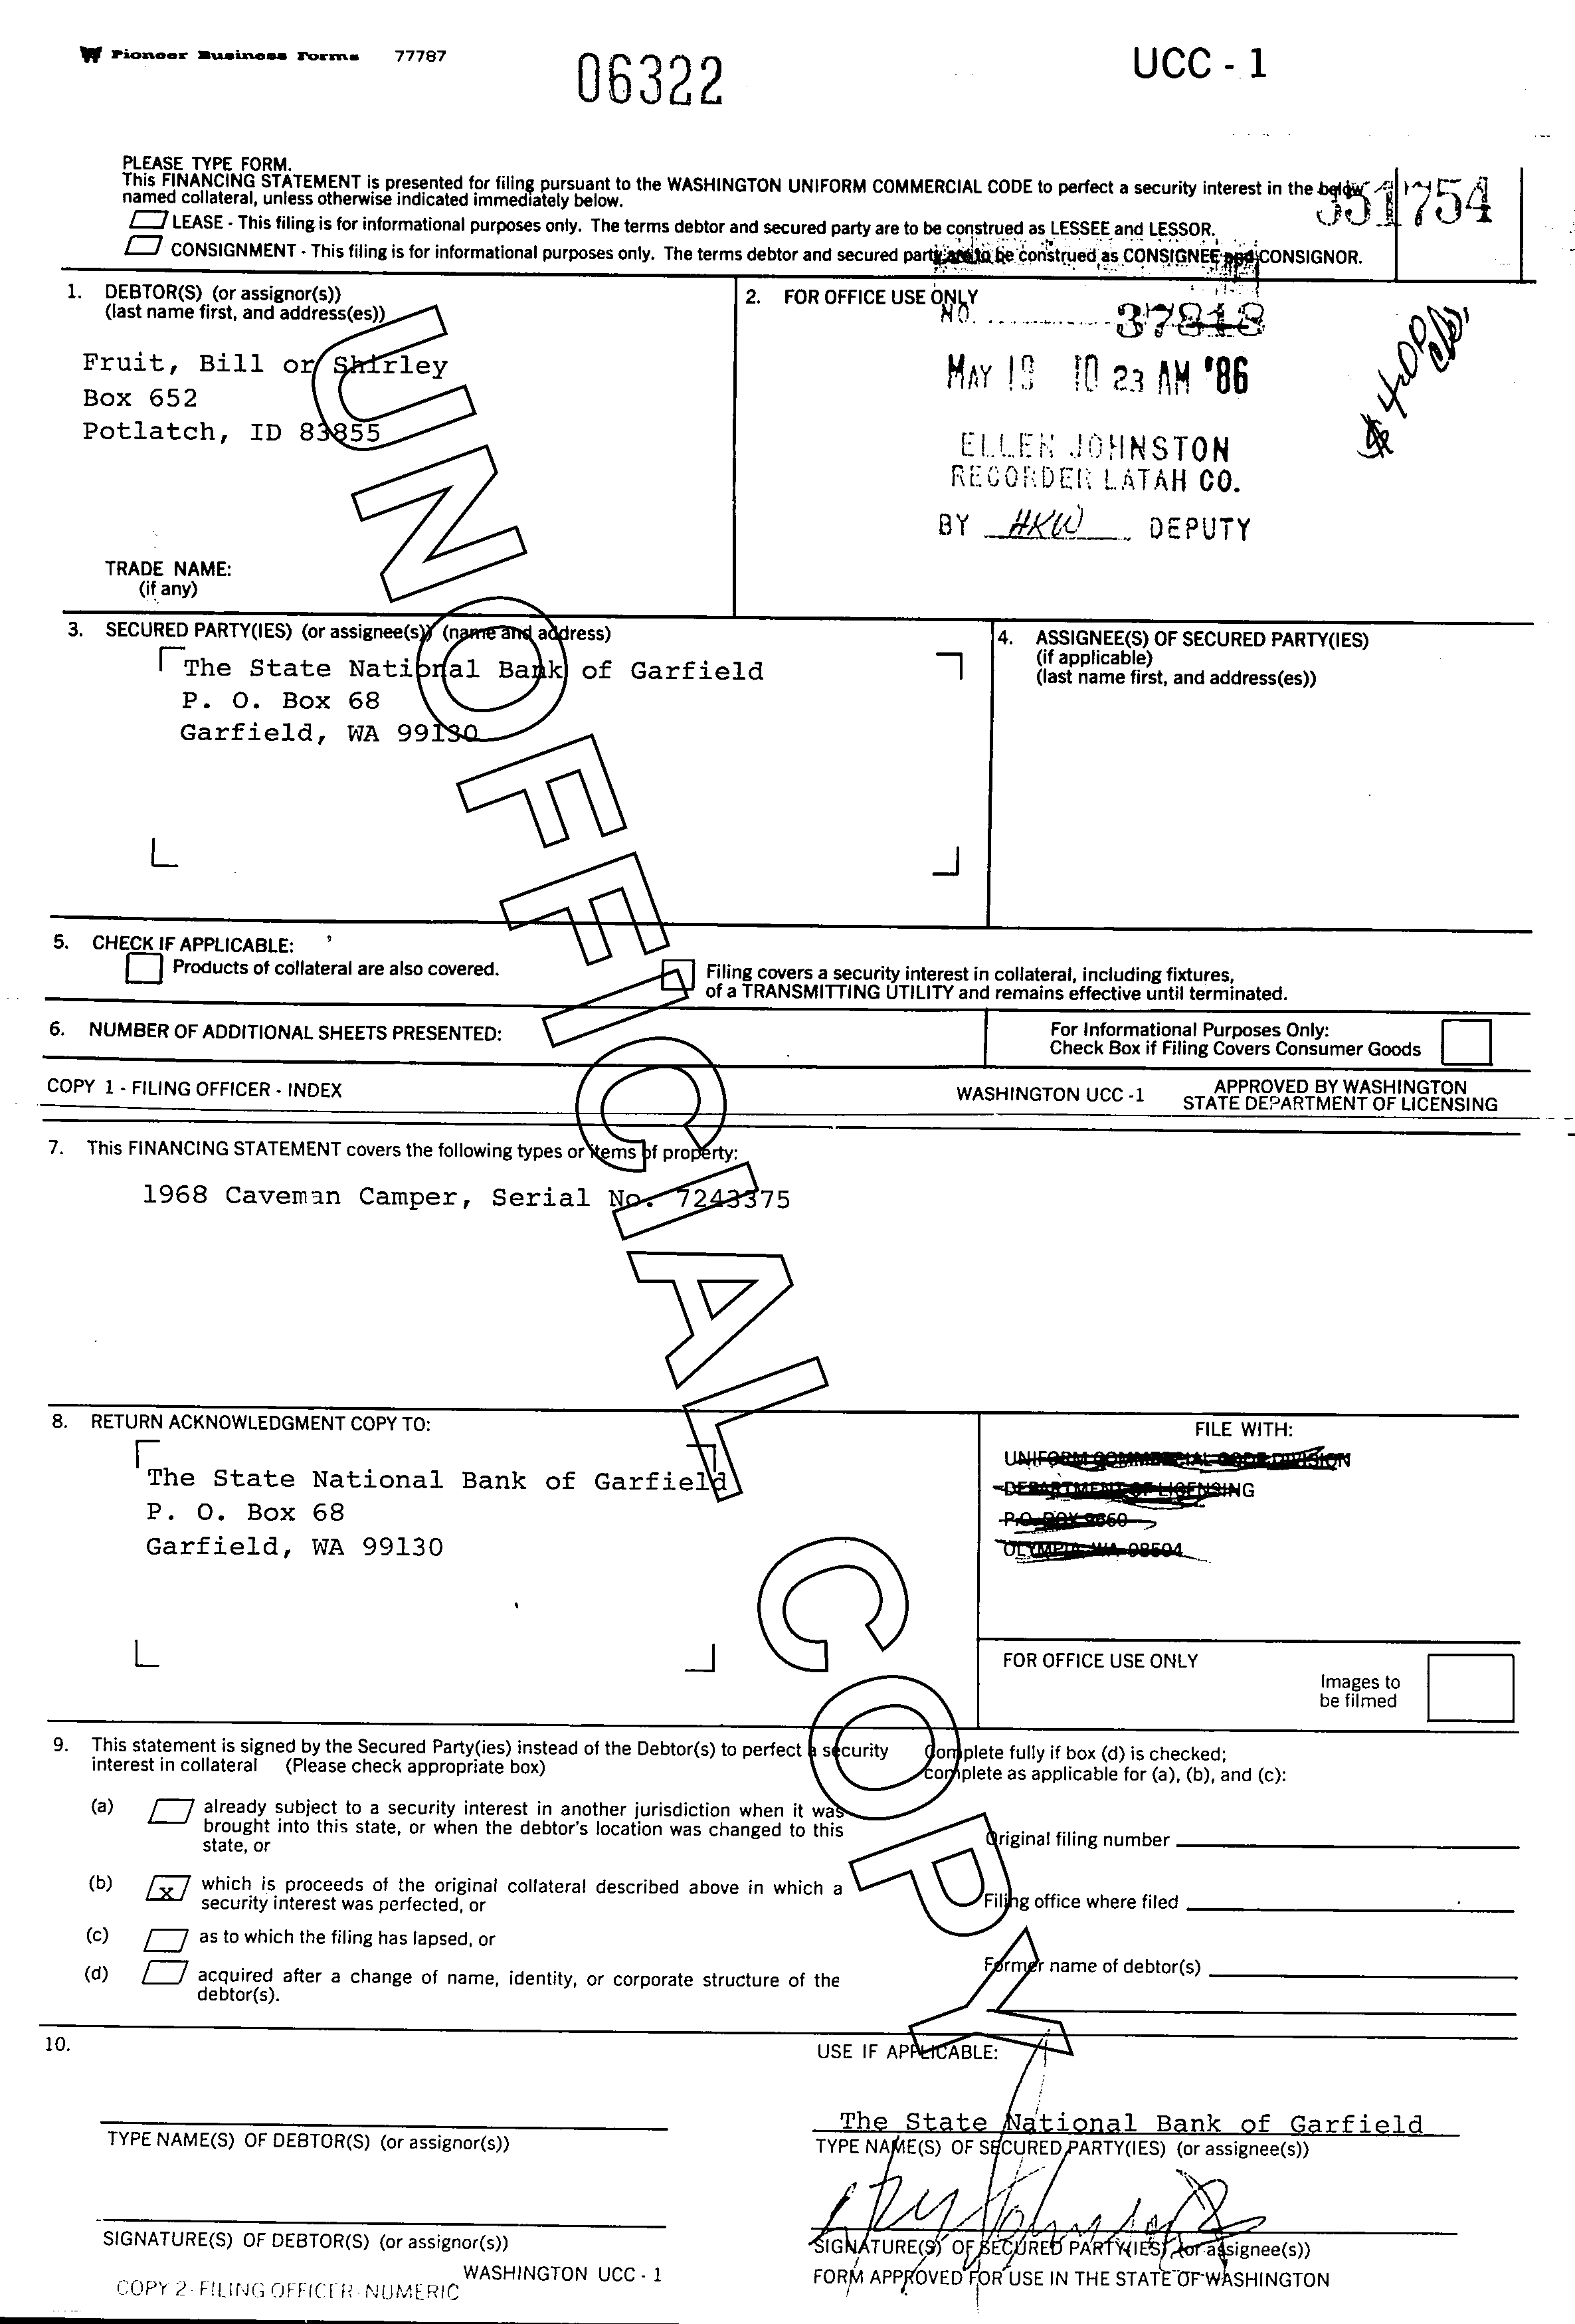 Pioneer Business Forms 77787
06322
UCC - 1
PLEASE TYPE FORM.
This FINANCING STATEMENT is presented for filing pursuant to the WASHINGTON UNIFORM COMMERCIAL CODE to perfect a security interest in the below
named collateral, unless otherwise indicated immediately below.
351754
LEASE - This filing is for informational purposes only. The terms debtor and secured party are to be construed as LESSEE and LESSOR.
CONSIGNMENT - This filing is for informational purposes only. The terms debtor and secured party are to be construed as CONSIGNEE and CONSIGNOR.
1. DEBTOR(S) (or assignor(s))
(last name first, and address(es))
Fruit, Bill or Shirley
Box 652
Potlatch, ID 83855
TRADE NAME:
(if any)
2. FOR OFFICE USE ONLY
NO. 37818
MAY 19 10 23 AM '86
ELLEN JOHNSTON
RECORDER LATAH CO.
BY HKW DEPUTY
3. SECURED PARTY(IES) (or assignee(s)) (name and address)
The State National Bank of Garfield
P. O. Box 68
Garfield, WA 99130
4. ASSIGNEE(S) OF SECURED PARTY(IES)
(if applicable)
(last name first, and address(es))
5. CHECK IF APPLICABLE:
Products of collateral are also covered.
Filing covers a security interest in collateral, including fixtures,
of a TRANSMITTING UTILITY and remains effective until terminated.
6. NUMBER OF ADDITIONAL SHEETS PRESENTED:
For Informational Purposes Only:
Check Box if Filing Covers Consumer Goods
COPY 1 - FILING OFFICER - INDEX
WASHINGTON UCC -1
APPROVED BY WASHINGTON
STATE DEPARTMENT OF LICENSING
7. This FINANCING STATEMENT covers the following types or items of property:
1968 Caveman Camper, Serial No. 7243375
8. RETURN ACKNOWLEDGMENT COPY TO:
The State National Bank of Garfield
P. O. Box 68
Garfield, WA 99130
FILE WITH:
UNIFORM COMMERCIAL CODE DIVISION
DEPARTMENT OF LICENSING
P.O. BOX 9660
OLYMPIA, WA 98504
FOR OFFICE USE ONLY
Images to
be filmed
9. This statement is signed by the Secured Party(ies) instead of the Debtor(s) to perfect a security
interest in collateral (Please check appropriate box)
(a) already subject to a security interest in another jurisdiction when it was
brought into this state, or when the debtor's location was changed to this
state, or
(b) x which is proceeds of the original collateral described above in which a
security interest was perfected, or
(c) as to which the filing has lapsed, or
(d) acquired after a change of name, identity, or corporate structure of the
debtor(s).
Complete fully if box (d) is checked;
complete as applicable for (a), (b), and (c):
Original filing number
Filing office where filed
Former name of debtor(s)
10.
USE IF APPLICABLE:
TYPE NAME(S) OF DEBTOR(S) (or assignor(s))
The State National Bank of Garfield
TYPE NAME(S) OF SECURED PARTY(IES) (or assignee(s))
SIGNATURE(S) OF DEBTOR(S) (or assignor(s))
SIGNATURE(S) OF SECURED PARTY(IES) (or assignee(s))
WASHINGTON UCC - 1
FORM APPROVED FOR USE IN THE STATE OF WASHINGTON
COPY 2 - FILING OFFICER - NUMERIC
UNOFFICIAL COPY